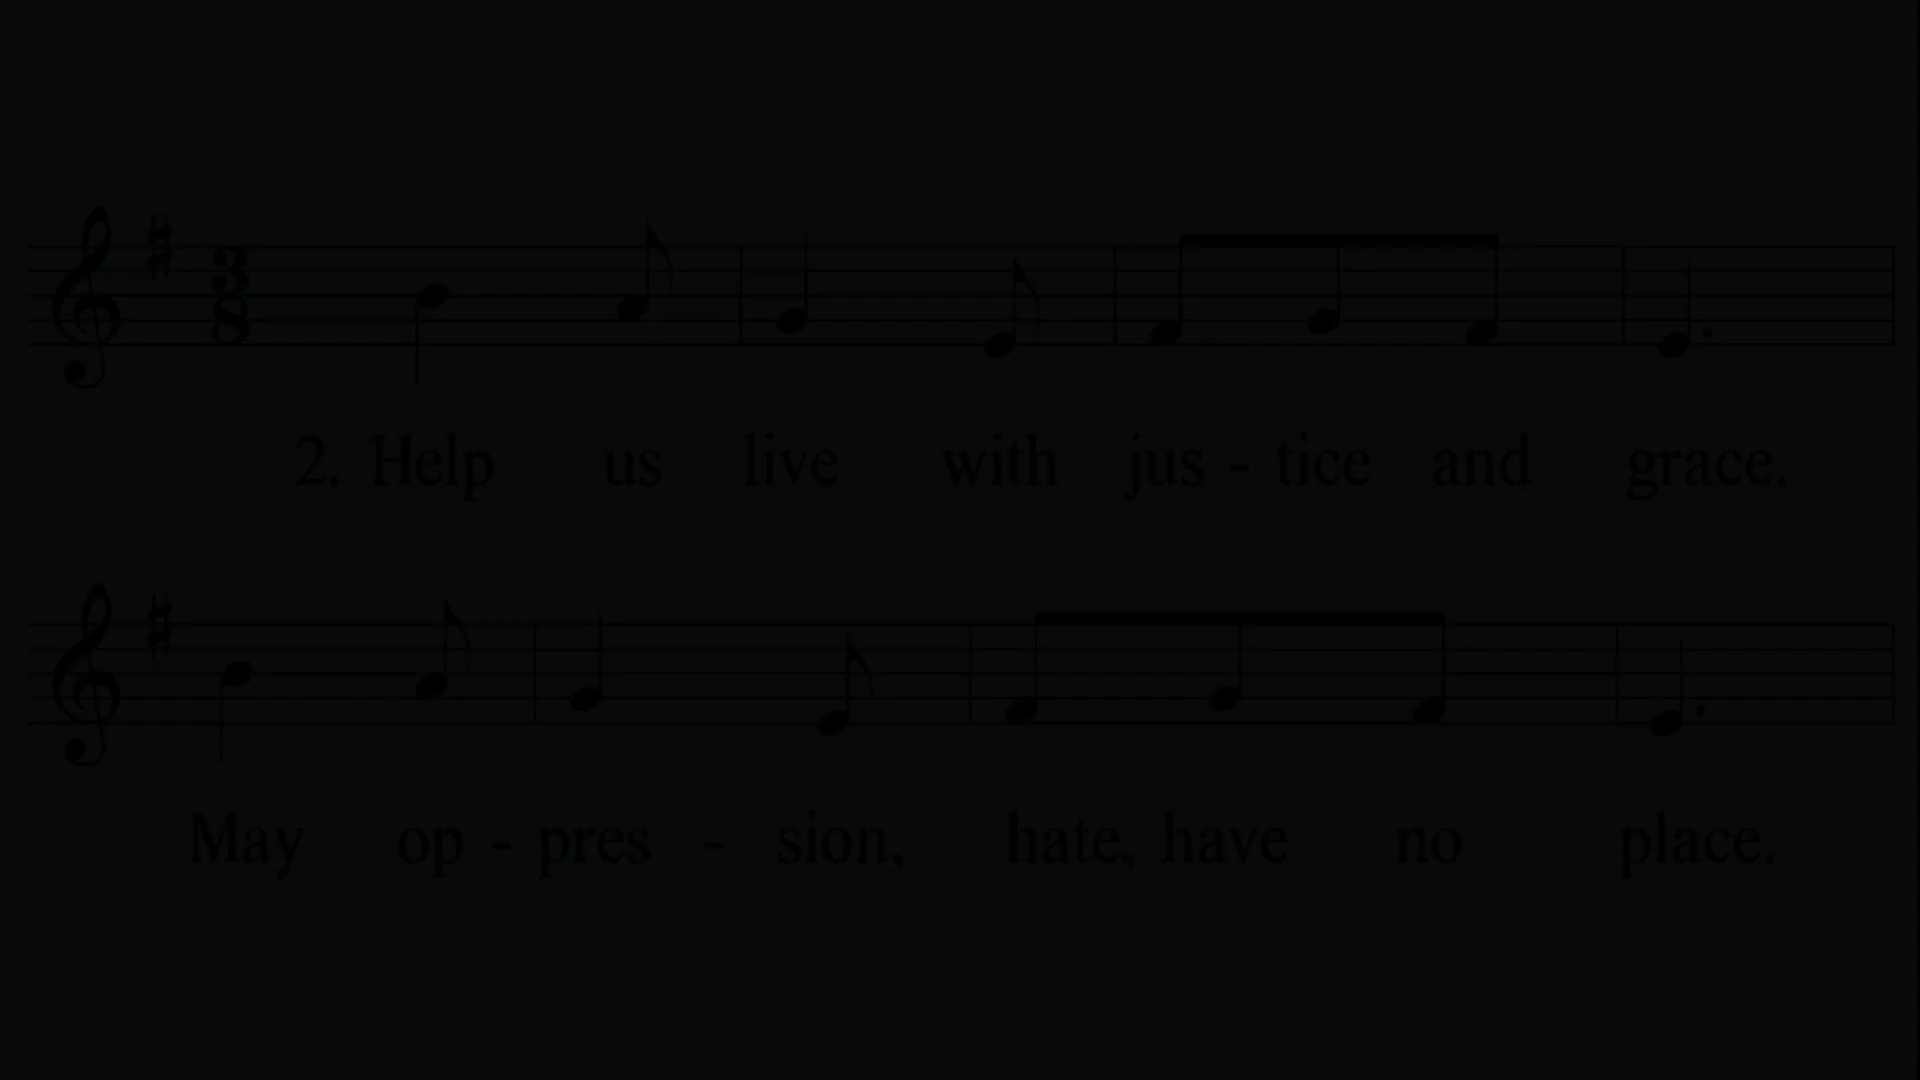 2. Help us live with jus - tice and grace.
May op - pres - sion, hate, have no place.